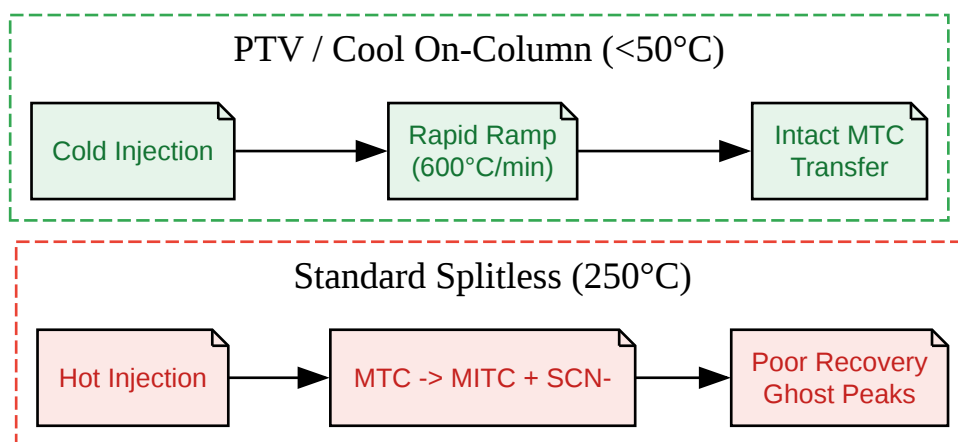 PTV / Cool On-Column (<50°C)
Cold Injection
Rapid Ramp
(600°C/min)
Intact MTC
Transfer
Standard Splitless (250°C)
Hot Injection
MTC -> MITC + SCN-
Poor Recovery
Ghost Peaks